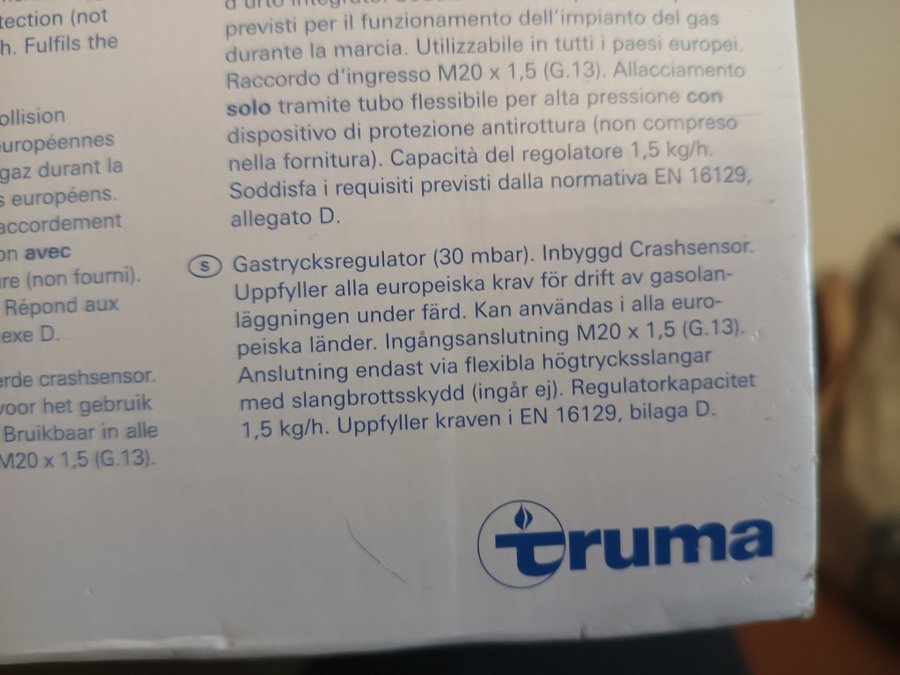 tection (not
h. Fulfils the
ollision
européennes
gaz durant la
s européens.
accordement
on avec
ure (non fourni).
Répond aux
exe D.
erde crashsensor.
voor het gebruik
Bruikbaar in alle
M20 x 1,5 (G.13).
d'urto integrato. Soddisfa
previsti per il funzionamento dell'impianto del gas
durante la marcia. Utilizzabile in tutti i paesi europei.
Raccordo d'ingresso M20 x 1,5 (G.13). Allacciamento
solo tramite tubo flessibile per alta pressione con
dispositivo di protezione antirottura (non compreso
nella fornitura). Capacità del regolatore 1,5 kg/h.
Soddisfa i requisiti previsti dalla normativa EN 16129,
allegato D.
S Gastrycksregulator (30 mbar). Inbyggd Crashsensor.
Uppfyller alla europeiska krav för drift av gasolan-
läggningen under färd. Kan användas i alla euro-
peiska länder. Ingångsanslutning M20 x 1,5 (G.13).
Anslutning endast via flexibla högtrycksslangar
med slangbrottsskydd (ingår ej). Regulatorkapacitet
1,5 kg/h. Uppfyller kraven i EN 16129, bilaga D.
truma